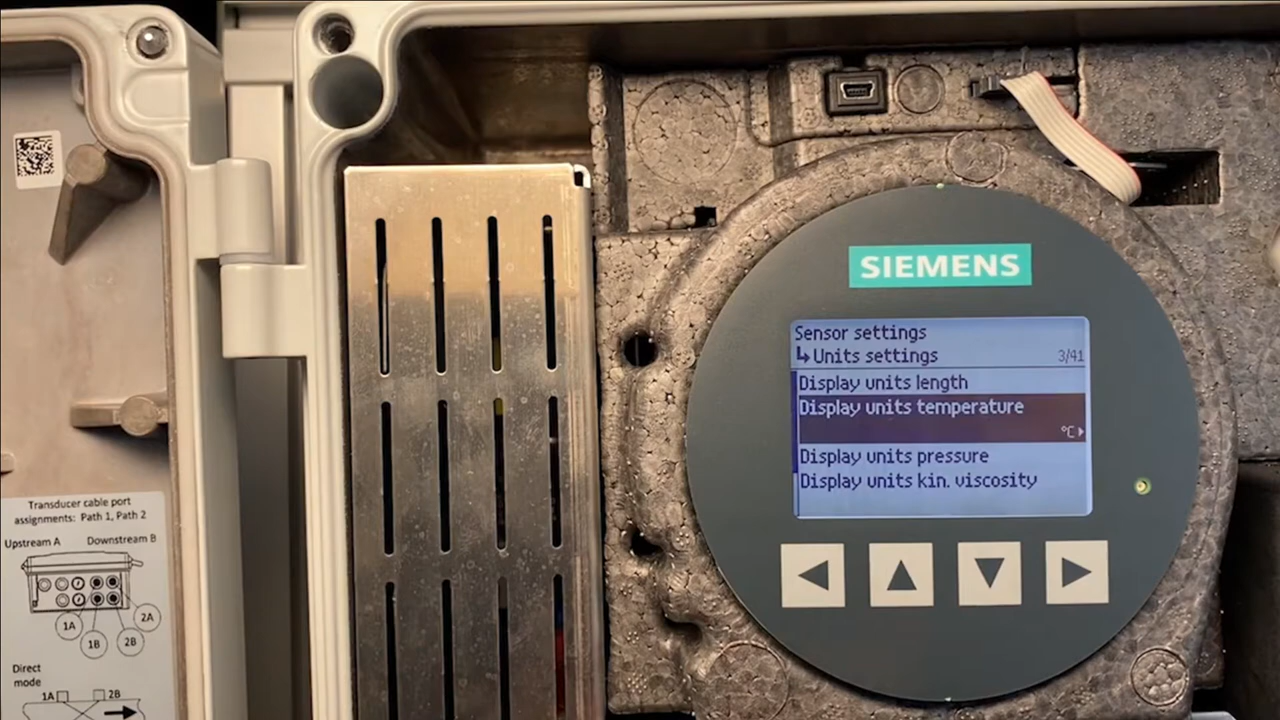 SIEMENS
Sensor settings
↳Units settings 3/41
Display units length
Display units temperature
°C
Display units pressure
Display units kin. viscosity
Transducer cable port
assignments: Path 1, Path 2
Upstream A Downstream B
1A
2A
1B
2B
Direct
mode
1A
2B